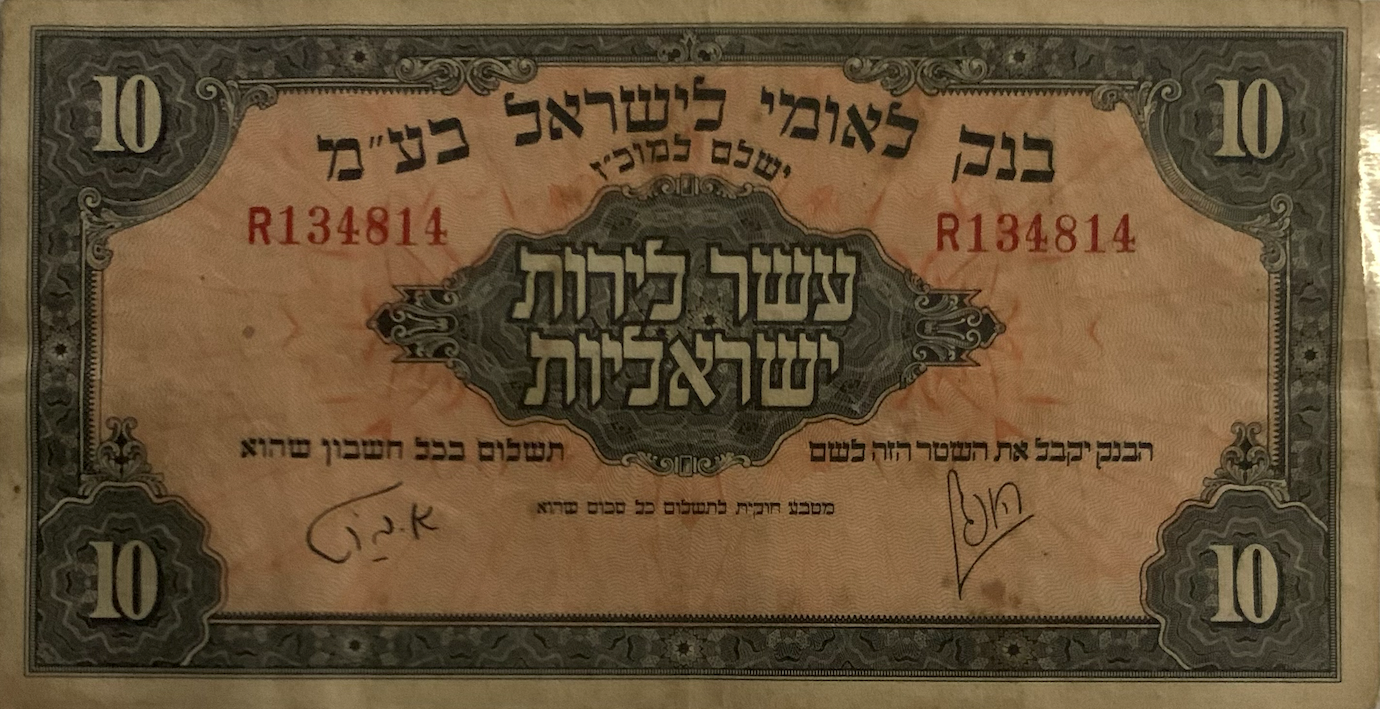 10 10
בנק לאומי לישראל בע״מ
ישלם למוכ״ז
R134814 R134814
עשר לירות
ישראליות
הבנק יקבל את השטר הזה לשם תשלום בכל חשבון שהוא
מטבע חוקית לתשלום כל סכום שהוא
10 10